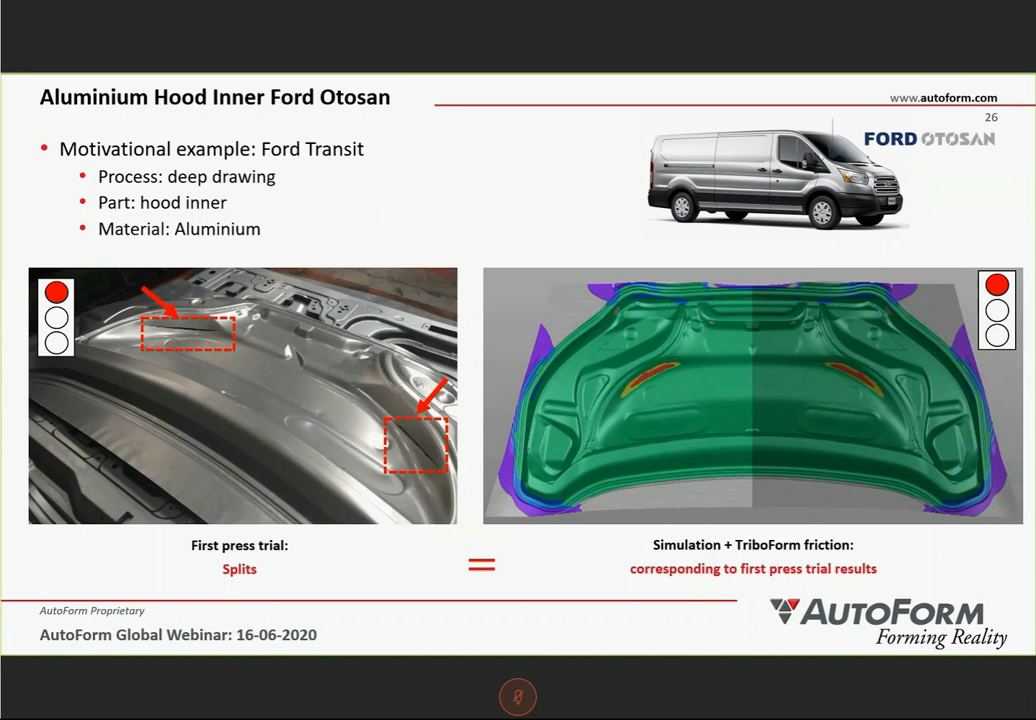 Aluminium Hood Inner Ford Otosan
www.autoform.com
26
FORD OTOSAN
• Motivational example: Ford Transit
• Process: deep drawing
• Part: hood inner
• Material: Aluminium
First press trial:
Splits
=
Simulation + TriboForm friction:
corresponding to first press trial results
AutoForm Proprietary
AutoForm Global Webinar: 16-06-2020
AUTOFORM
Forming Reality